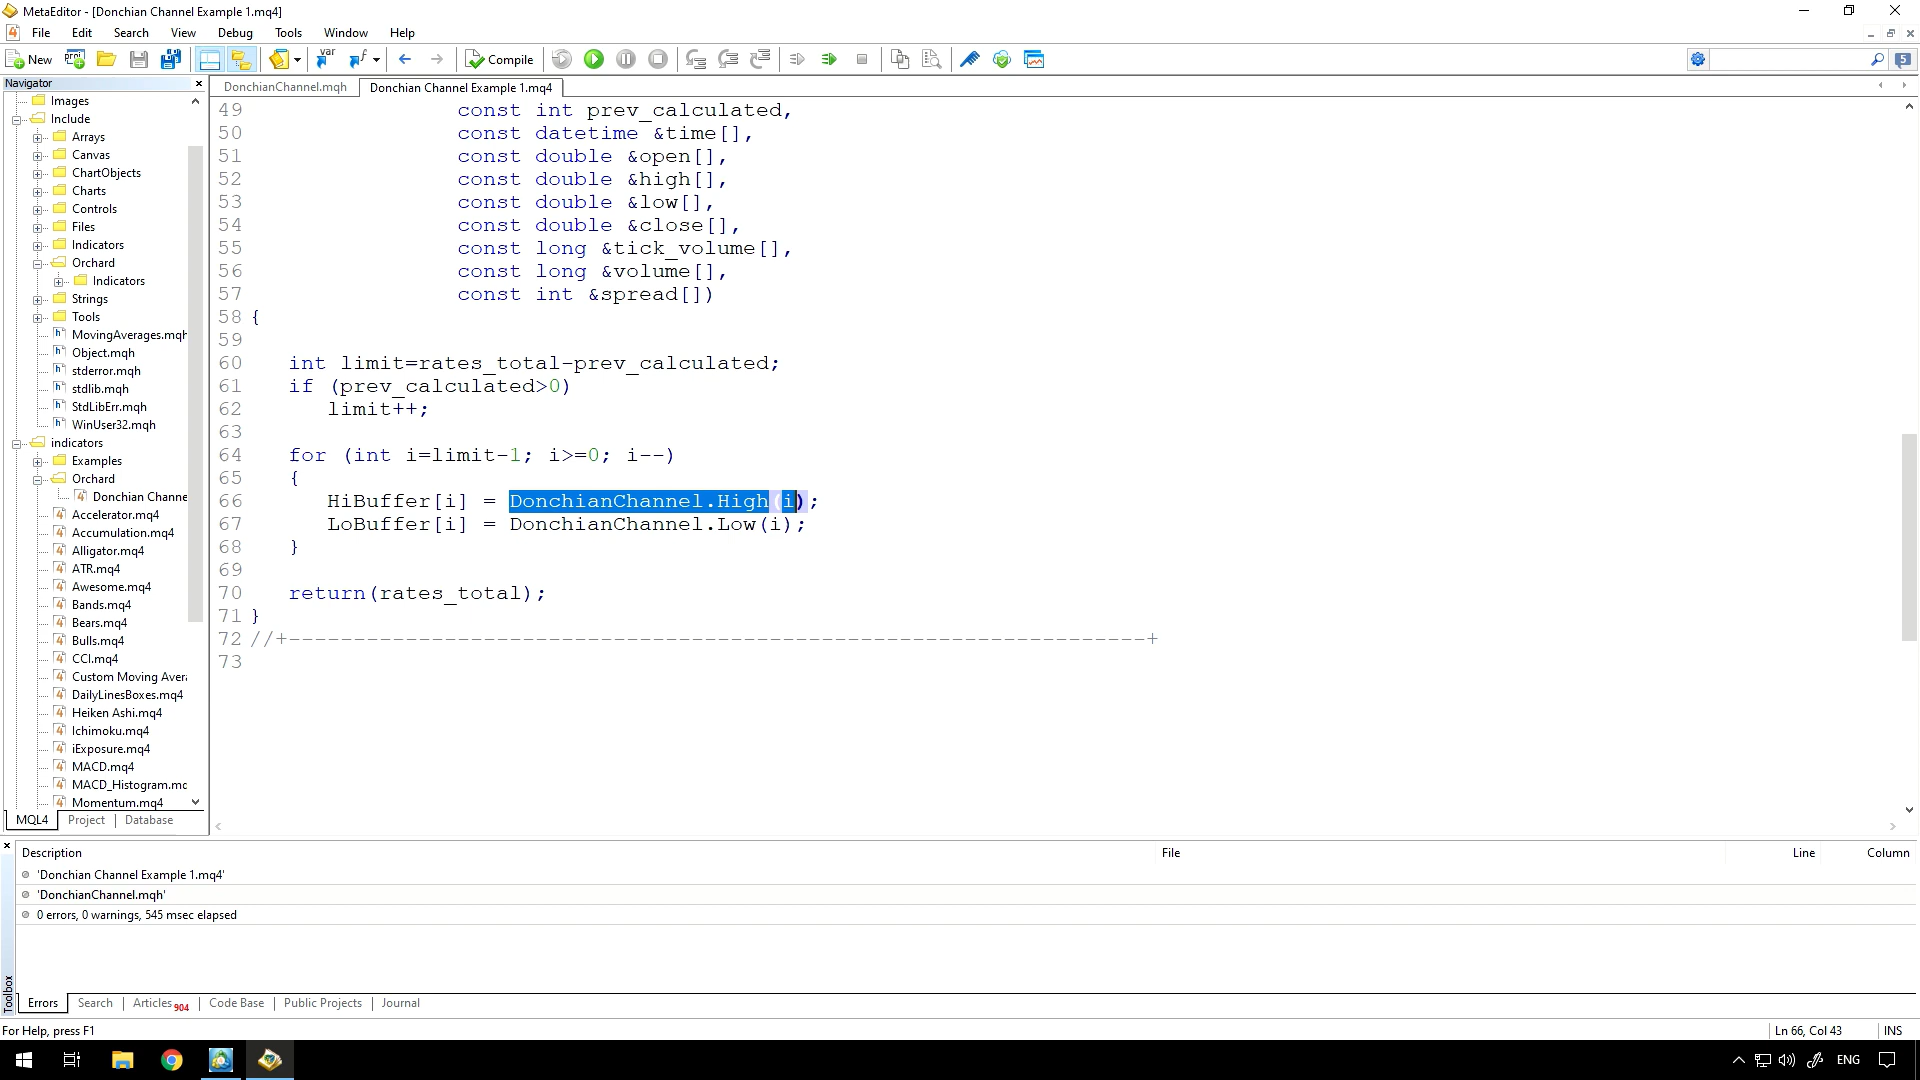 MetaEditor - [Donchian Channel Example 1.mq4]
File Edit Search View Debug Tools Window Help
New proj var f Compile 5
Navigator
Images
Include
Arrays
Canvas
ChartObjects
Charts
Controls
Files
Indicators
Orchard
Indicators
Strings
Tools
MovingAverages.mqh
Object.mqh
stderror.mqh
stdlib.mqh
StdLibErr.mqh
WinUser32.mqh
indicators
Examples
Orchard
Donchian Channe
Accelerator.mq4
Accumulation.mq4
Alligator.mq4
ATR.mq4
Awesome.mq4
Bands.mq4
Bears.mq4
Bulls.mq4
CCI.mq4
Custom Moving Avera
DailyLinesBoxes.mq4
Heiken Ashi.mq4
Ichimoku.mq4
iExposure.mq4
MACD.mq4
MACD_Histogram.mc
Momentum.mq4
MQL4 Project Database
DonchianChannel.mqh Donchian Channel Example 1.mq4
49 const int prev_calculated,
50 const datetime &time[],
51 const double &open[],
52 const double &high[],
53 const double &low[],
54 const double &close[],
55 const long &tick_volume[],
56 const long &volume[],
57 const int &spread[])
58 {
59
60 int limit=rates_total-prev_calculated;
61 if (prev_calculated>0)
62 limit++;
63
64 for (int i=limit-1; i>=0; i--)
65 {
66 HiBuffer[i] = DonchianChannel.High(i);
67 LoBuffer[i] = DonchianChannel.Low(i);
68 }
69
70 return(rates_total);
71 }
72 //+------------------------------------------------------------------+
73
Description File Line Column
'Donchian Channel Example 1.mq4'
'DonchianChannel.mqh'
0 errors, 0 warnings, 545 msec elapsed
Toolbox
Errors Search Articles 904 Code Base Public Projects Journal
For Help, press F1 Ln 66, Col 43 INS
ENG